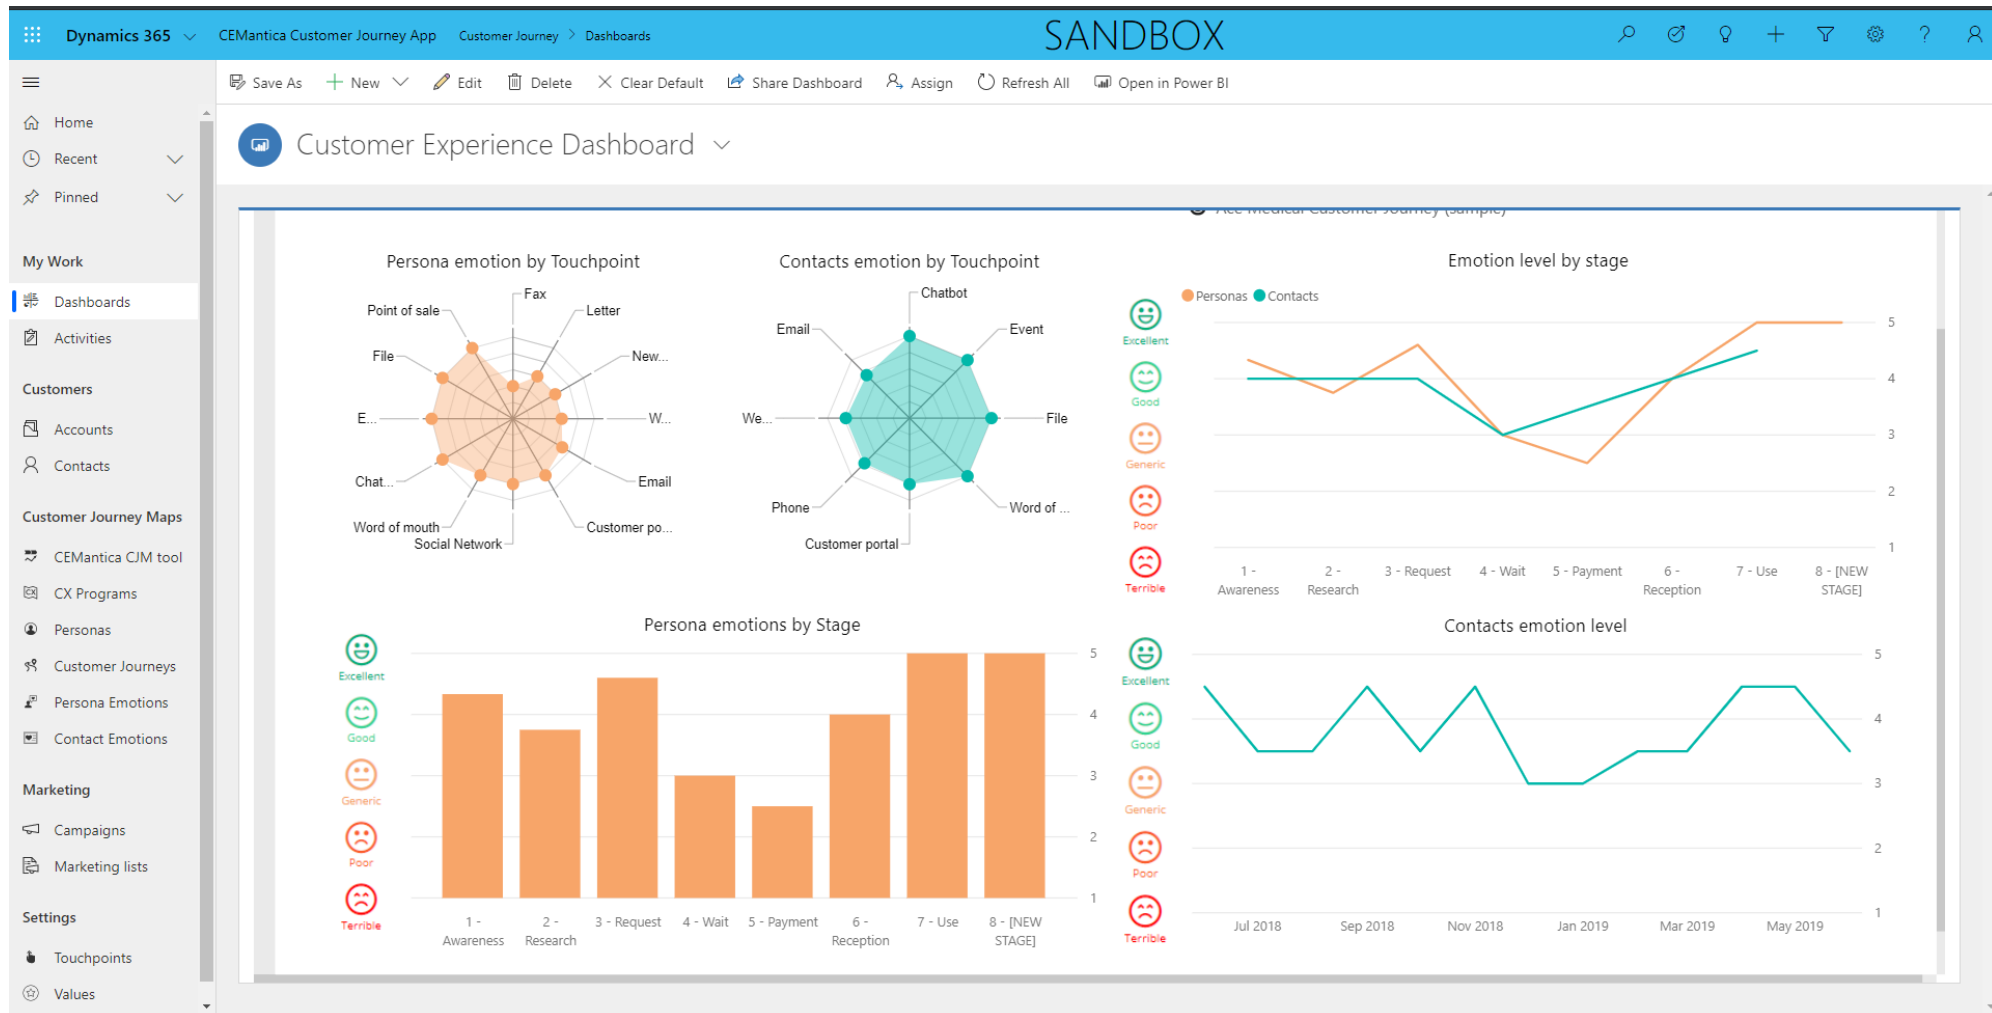 Dynamics 365
CEMantica Customer Journey App
Customer Journey > Dashboards
SANDBOX
Save As
New
Edit
Delete
Clear Default
Share Dashboard
Assign
Refresh All
Open in Power BI
Home
Recent
Pinned
My Work
Dashboards
Activities
Customers
Accounts
Contacts
Customer Journey Maps
CEMantica CJM tool
CX Programs
Personas
Customer Journeys
Persona Emotions
Contact Emotions
Marketing
Campaigns
Marketing lists
Settings
Touchpoints
Values
Customer Experience Dashboard
Ace Medical Customer Journey (sample)
Persona emotion by Touchpoint
Fax
Letter
New...
W...
Email
Customer po...
Social Network
Word of mouth
Chat...
E...
File
Point of sale
Contacts emotion by Touchpoint
Chatbot
Event
File
Word of ...
Customer portal
Phone
We...
Email
Emotion level by stage
Personas Contacts
Excellent
Good
Generic
Poor
Terrible
5
4
3
2
1
1 -
Awareness
2 -
Research
3 - Request
4 - Wait
5 - Payment
6 -
Reception
7 - Use
8 - [NEW
STAGE]
Persona emotions by Stage
Excellent
Good
Generic
Poor
Terrible
5
4
3
2
1
1 -
Awareness
2 -
Research
3 - Request
4 - Wait
5 - Payment
6 -
Reception
7 - Use
8 - [NEW
STAGE]
Contacts emotion level
Excellent
Good
Generic
Poor
Terrible
5
4
3
2
1
Jul 2018
Sep 2018
Nov 2018
Jan 2019
Mar 2019
May 2019